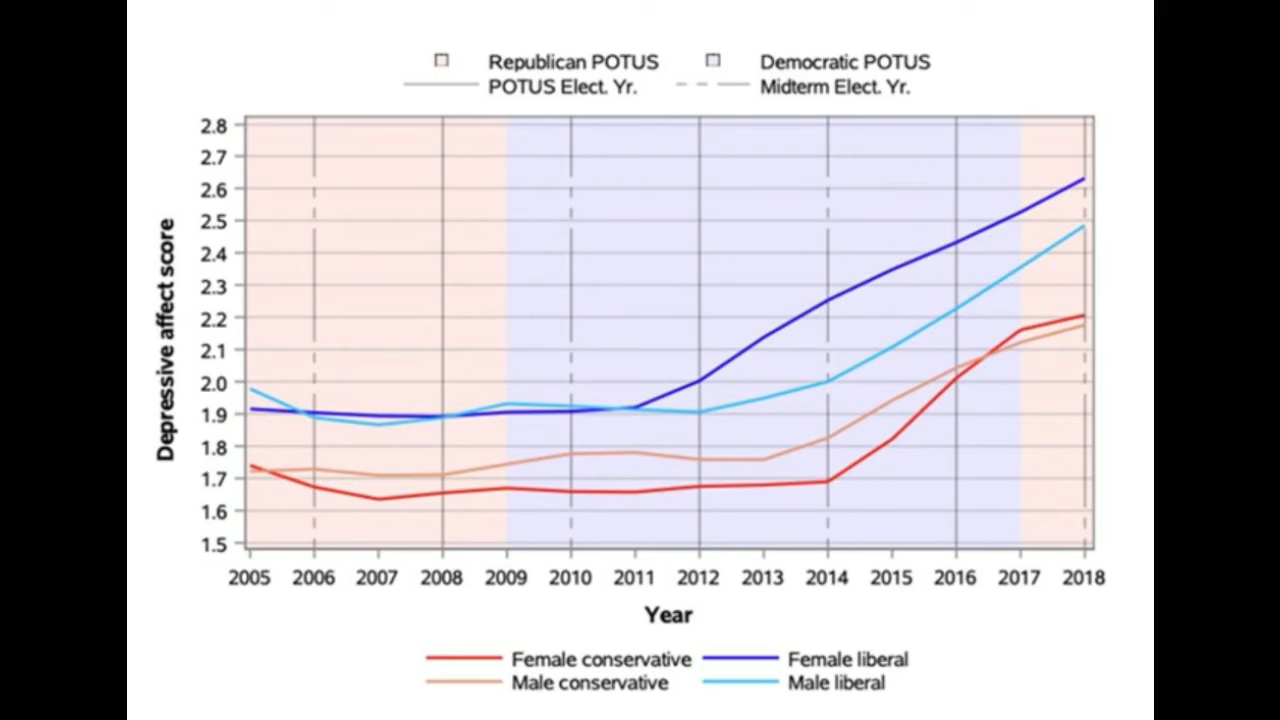 Republican POTUS Democratic POTUS
POTUS Elect. Yr. Midterm Elect. Yr.
2.8
2.7
2.6
2.5
2.4
2.3
2.2
2.1
2.0
1.9
1.8
1.7
1.6
1.5
Depressive affect score
2005 2006 2007 2008 2009 2010 2011 2012 2013 2014 2015 2016 2017 2018
Year
Female conservative Female liberal
Male conservative Male liberal